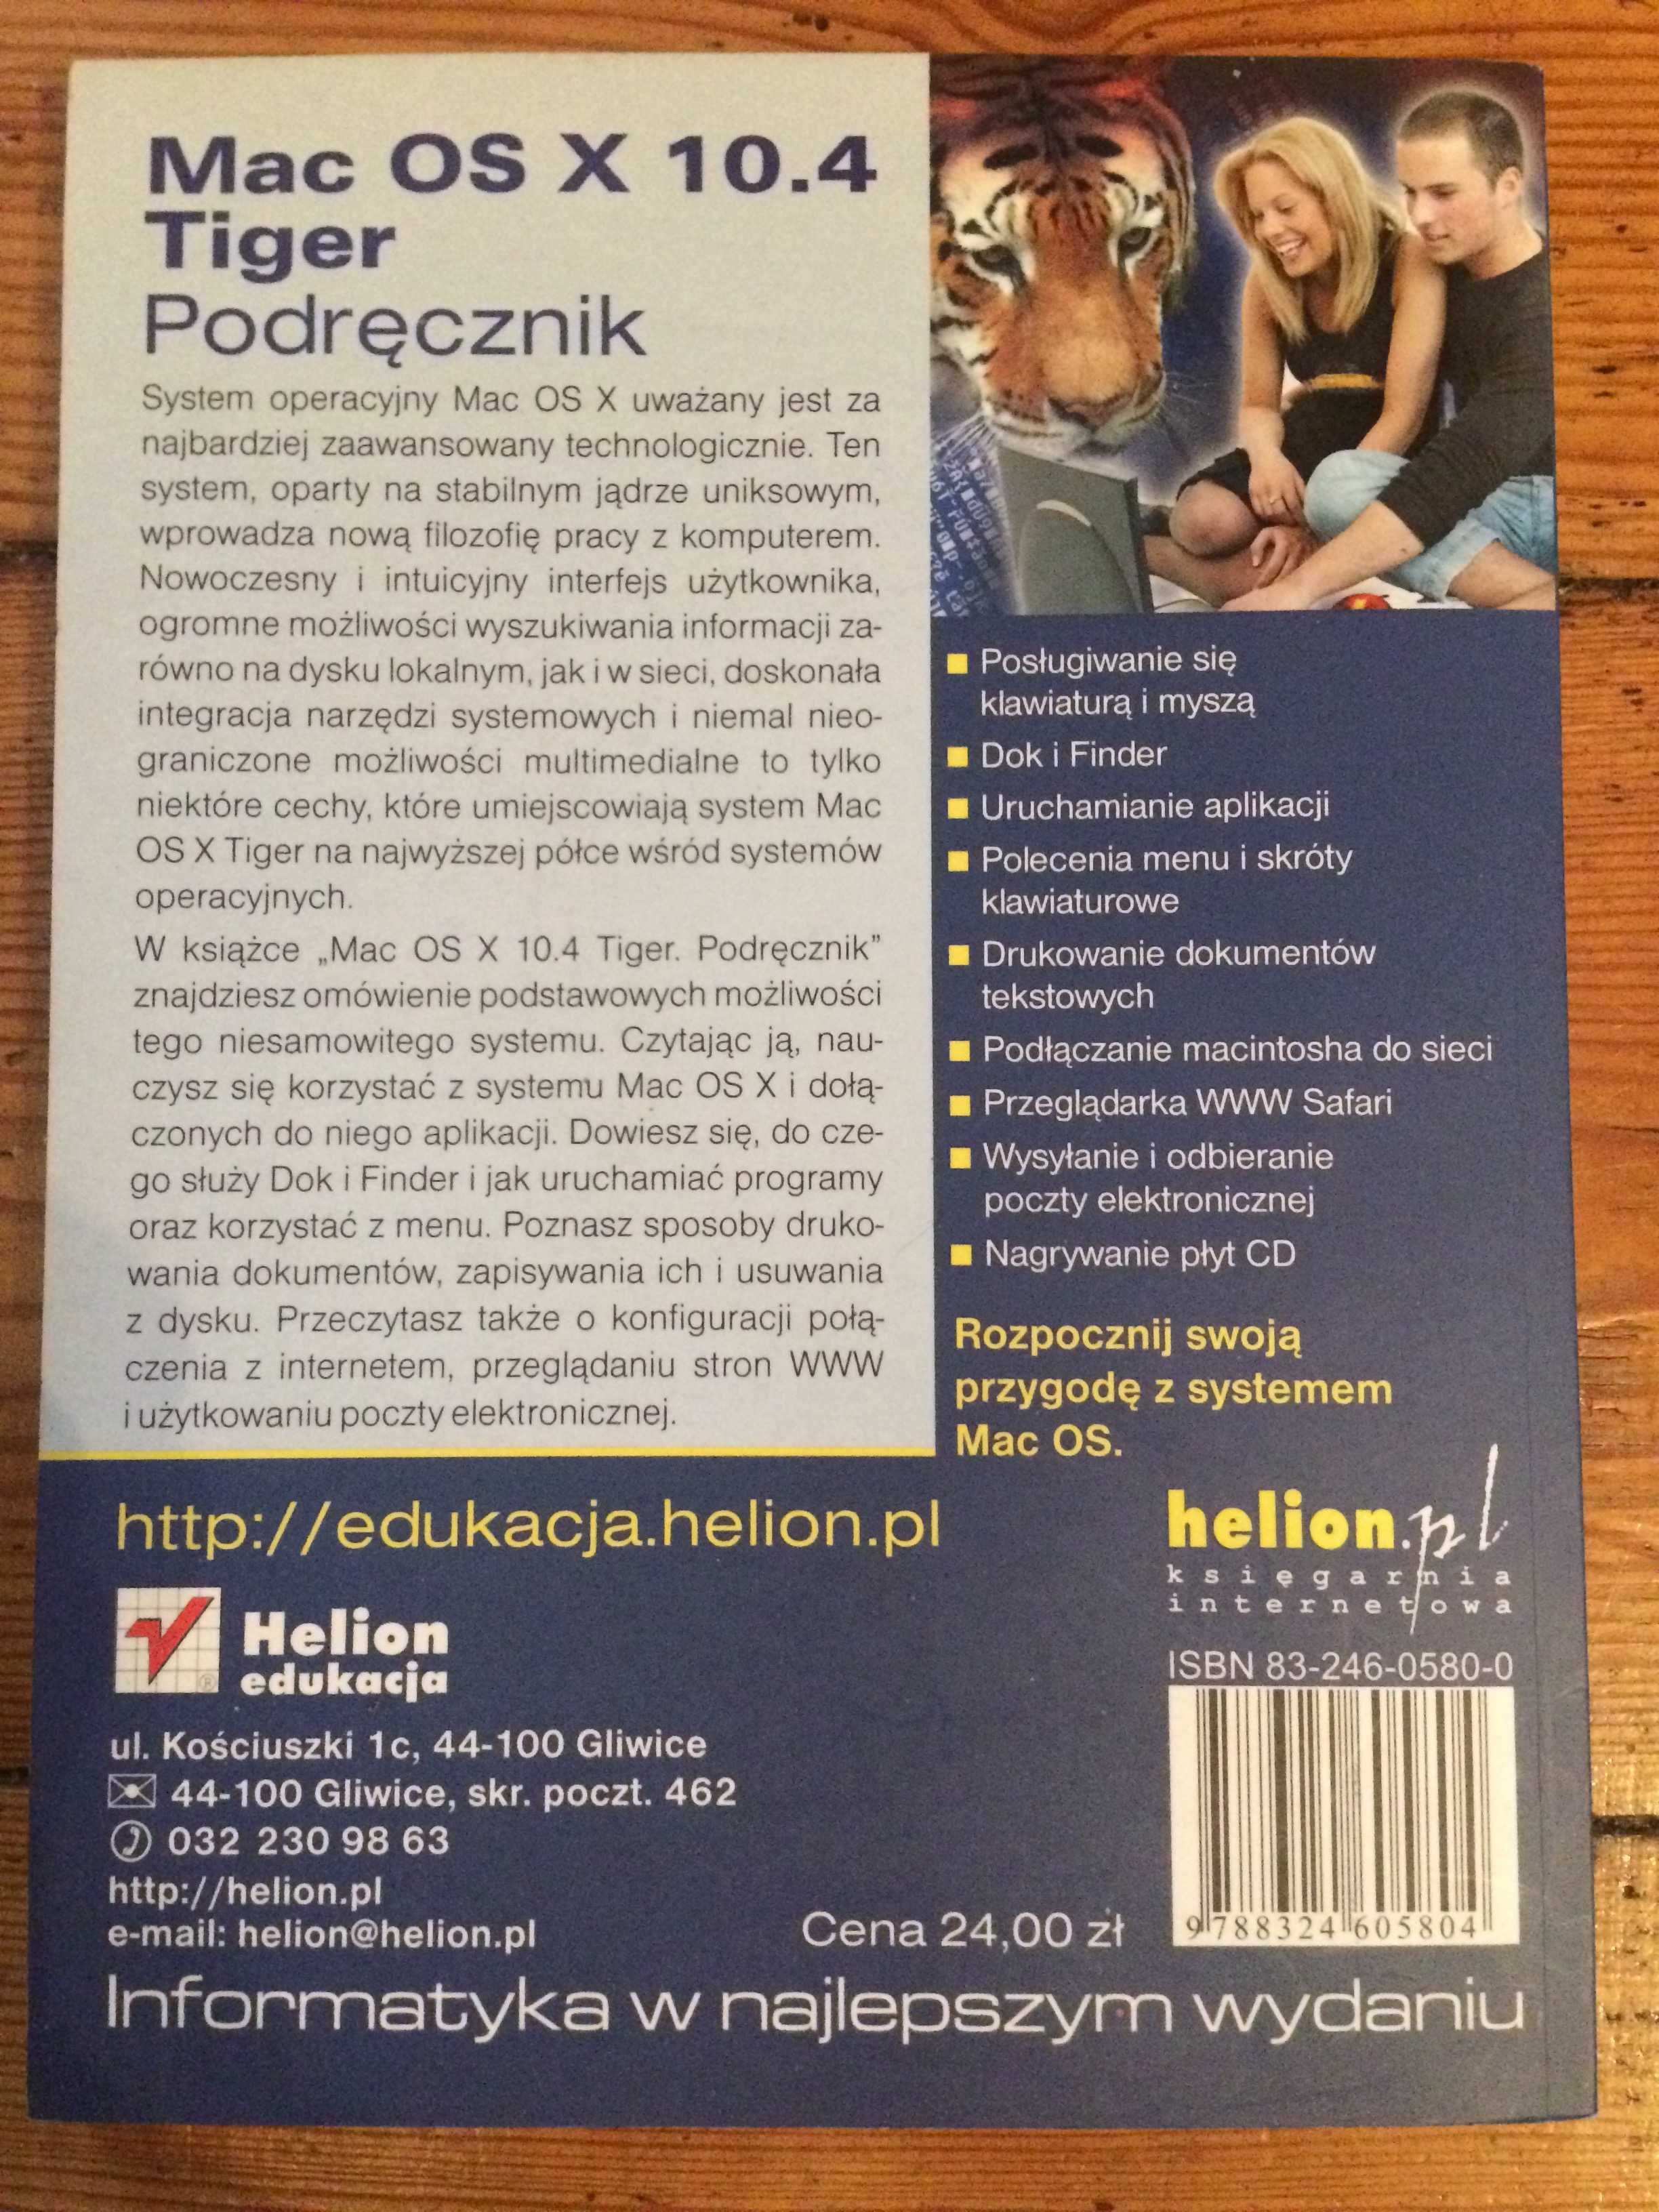 Mac OS X 10.4
Tiger
Podręcznik
System operacyjny Mac OS X uważany jest za
najbardziej zaawansowany technologicznie. Ten
system, oparty na stabilnym jądrze uniksowym,
wprowadza nową filozofię pracy z komputerem.
Nowoczesny i intuicyjny interfejs użytkownika,
ogromne możliwości wyszukiwania informacji za-
równo na dysku lokalnym, jak i w sieci, doskonała
integracja narzędzi systemowych i niemal nieo-
graniczone możliwości multimedialne to tylko
niektóre cechy, które umiejscowiają system Mac
OS X Tiger na najwyższej półce wśród systemów
operacyjnych.
W książce „Mac OS X 10.4 Tiger. Podręcznik”
znajdziesz omówienie podstawowych możliwości
tego niesamowitego systemu. Czytając ją, nau-
czysz się korzystać z systemu Mac OS X i dołą-
czonych do niego aplikacji. Dowiesz się, do cze-
go służy Dok i Finder i jak uruchamiać programy
oraz korzystać z menu. Poznasz sposoby druko-
wania dokumentów, zapisywania ich i usuwania
z dysku. Przeczytasz także o konfiguracji połą-
czenia z internetem, przeglądaniu stron WWW
i użytkowaniu poczty elektronicznej.
Posługiwanie się
klawiaturą i myszą
Dok i Finder
Uruchamianie aplikacji
Polecenia menu i skróty
klawiaturowe
Drukowanie dokumentów
tekstowych
Podłączanie macintosha do sieci
Przeglądarka WWW Safari
Wysyłanie i odbieranie
poczty elektronicznej
Nagrywanie płyt CD
Rozpocznij swoją
przygodę z systemem
Mac OS.
http://edukacja.helion.pl
helion.pl
księgarnia
internetowa
Helion
edukacja
®
ul. Kościuszki 1c, 44-100 Gliwice
44-100 Gliwice, skr. poczt. 462
032 230 98 63
http://helion.pl
e-mail: helion@helion.pl
Cena 24,00 zł
ISBN 83-246-0580-0
9 788324 605804
Informatyka w najlepszym wydaniu